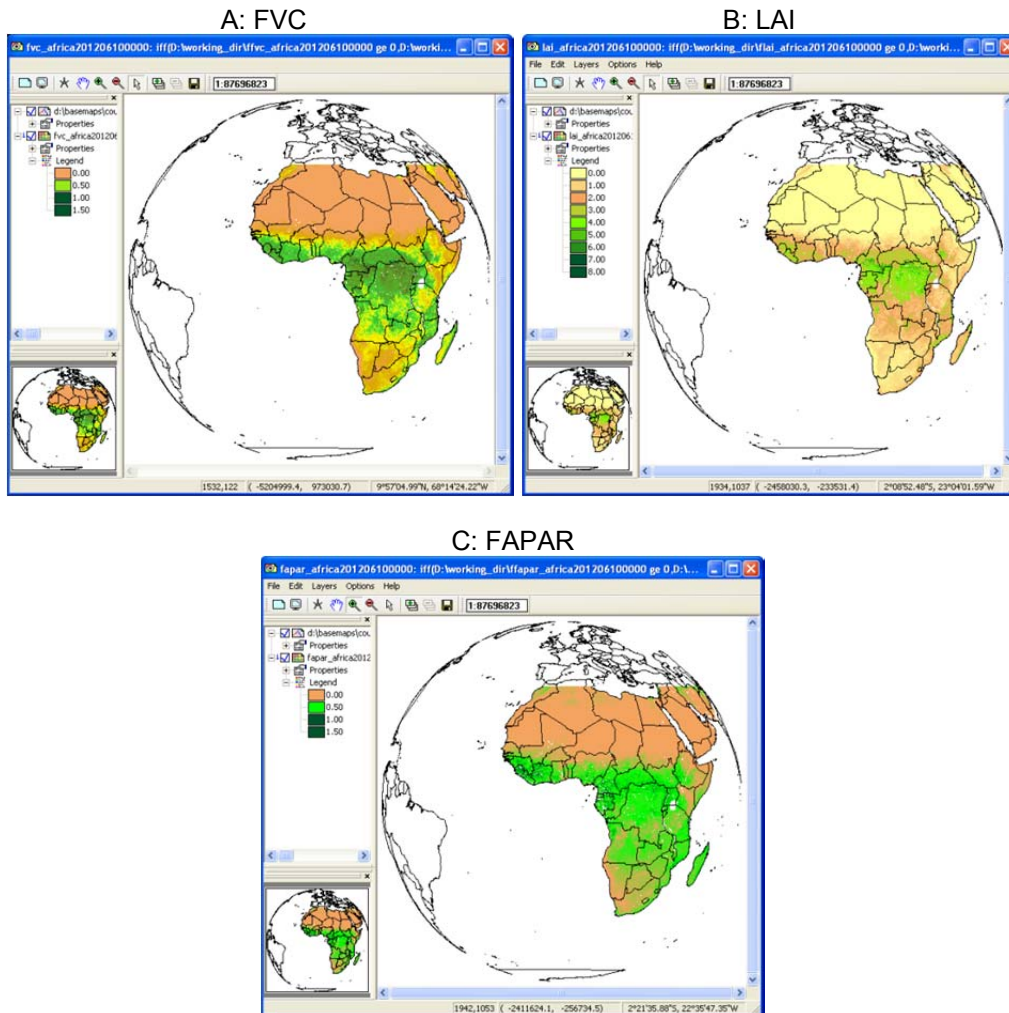 A: FVC
fvc_africa201206100000: iff(D:\working_dir\ffvc_africa201206100000 ge 0,D:\worki...
1:87696823
d:\basemaps\cou
Properties
fvc_africa20120
Properties
Legend
0.00
0.50
1.00
1.50
1532,122 ( -5204999.4, 973030.7) 9°57'04.99"N, 68°14'24.22"W
B: LAI
lai_africa201206100000: iff(D:\working_dir\flai_africa201206100000 ge 0,D:\worki...
File Edit Layers Options Help
1:87696823
d:\basemaps\cou
Properties
lai_africa201206
Properties
Legend
0.00
1.00
2.00
3.00
4.00
5.00
6.00
7.00
8.00
1934,1037 ( -2458030.3, -233531.4) 2°08'52.48"S, 23°04'01.59"W
C: FAPAR
fapar_africa201206100000: iff(D:\working_dir\ffapar_africa201206100000 ge 0,D:\...
File Edit Layers Options Help
1:87696823
d:\basemaps\cou
Properties
fapar_africa2012
Properties
Legend
0.00
0.50
1.00
1.50
1942,1053 ( -2411624.1, -256734.5) 2°21'35.88"S, 22°35'47.35"W